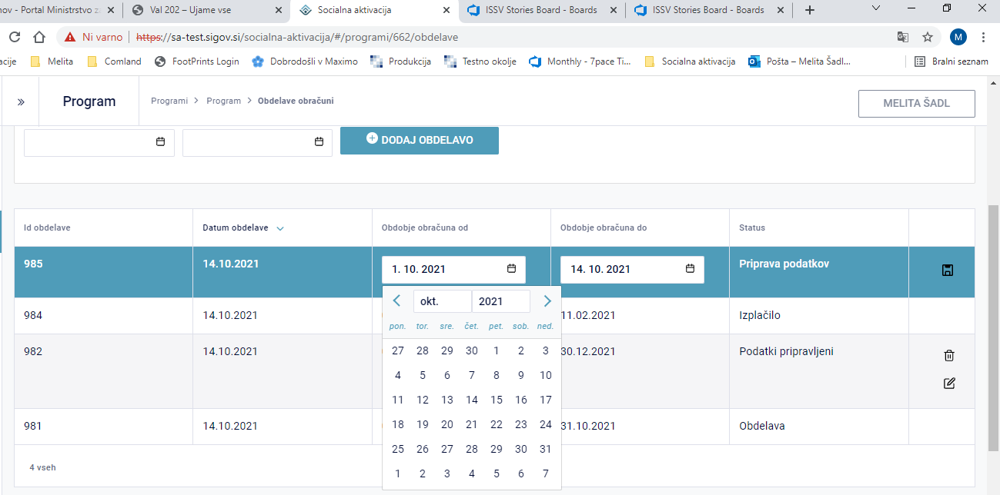 nov - Portal Ministrstvo za
Val 202 – Ujame vse
Socialna aktivacija
ISSV Stories Board - Boards
ISSV Stories Board - Boards
Ni varno
https://sa-test.sigov.si/socialna-aktivacija/#/programi/662/obdelave
M
acije
Melita
Comland
FootPrints Login
Dobrodošli v Maximo
Produkcija
Testno okolje
Monthly - 7pace Ti...
Socialna aktivacija
Pošta – Melita Šadl...
Bralni seznam
Program
Programi > Program > Obdelave obračuni
MELITA ŠADL
DODAJ OBDELAVO
Id obdelave Datum obdelave Obdobje obračuna od Obdobje obračuna do Status
985 14.10.2021 1. 10. 2021 14. 10. 2021 Priprava podatkov
okt. 2021
pon. tor. sre. čet. pet. sob. ned.
27 28 29 30 1 2 3
4 5 6 7 8 9 10
11 12 13 14 15 16 17
18 19 20 21 22 23 24
25 26 27 28 29 30 31
1 2 3 4 5 6 7
984 14.10.2021 11.02.2021 Izplačilo
982 14.10.2021 30.12.2021 Podatki pripravljeni
981 14.10.2021 31.10.2021 Obdelava
4 vseh